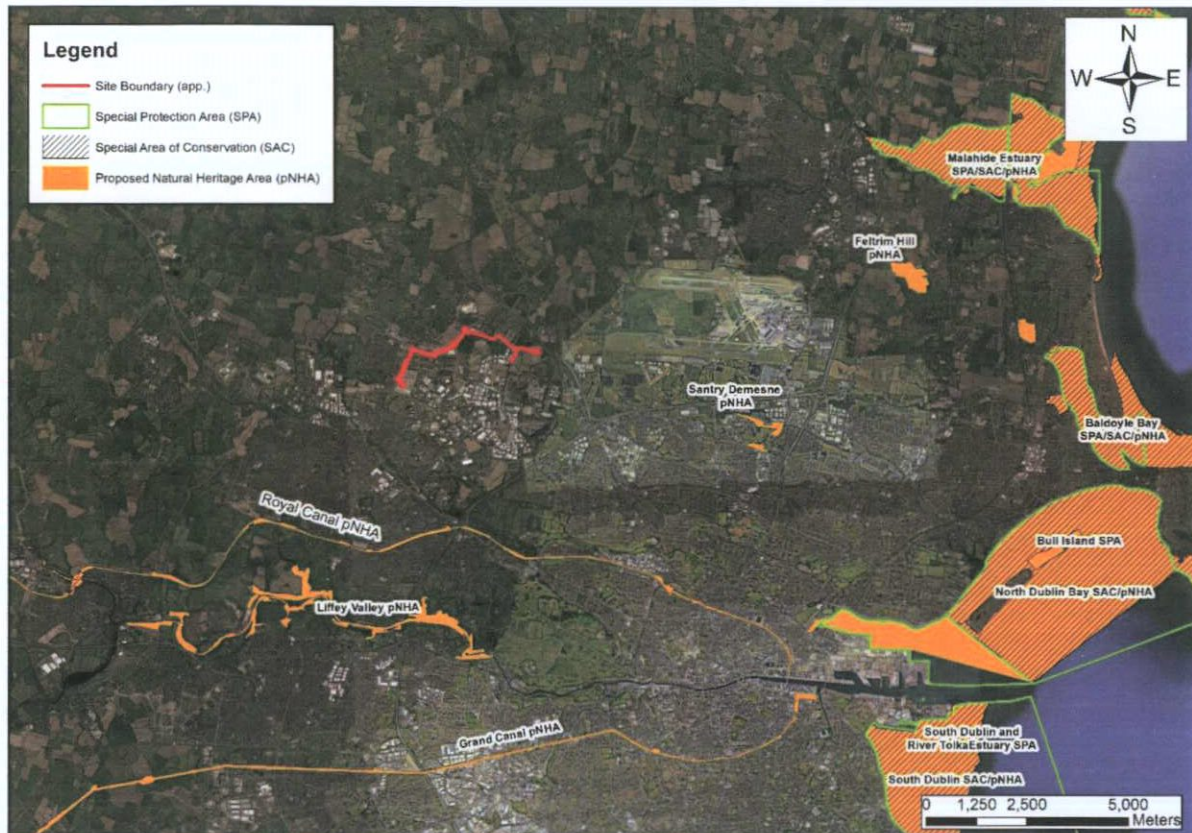 Legend
Site Boundary (app.)
Special Protection Area (SPA)
Special Area of Conservation (SAC)
Proposed Natural Heritage Area (pNHA)
N
W E
S
Malahide Estuary
SPA/SAC/pNHA
Feltrim Hill
pNHA
Santry Demesne
pNHA
Baldoyle Bay
SPA/SAC/pNHA
Royal Canal pNHA
Bull Island SPA
North Dublin Bay SAC/pNHA
Liffey Valley pNHA
Grand Canal pNHA
South Dublin and
River TolkaEstuary SPA
South Dublin SAC/pNHA
0 1,250 2,500 5,000
Meters